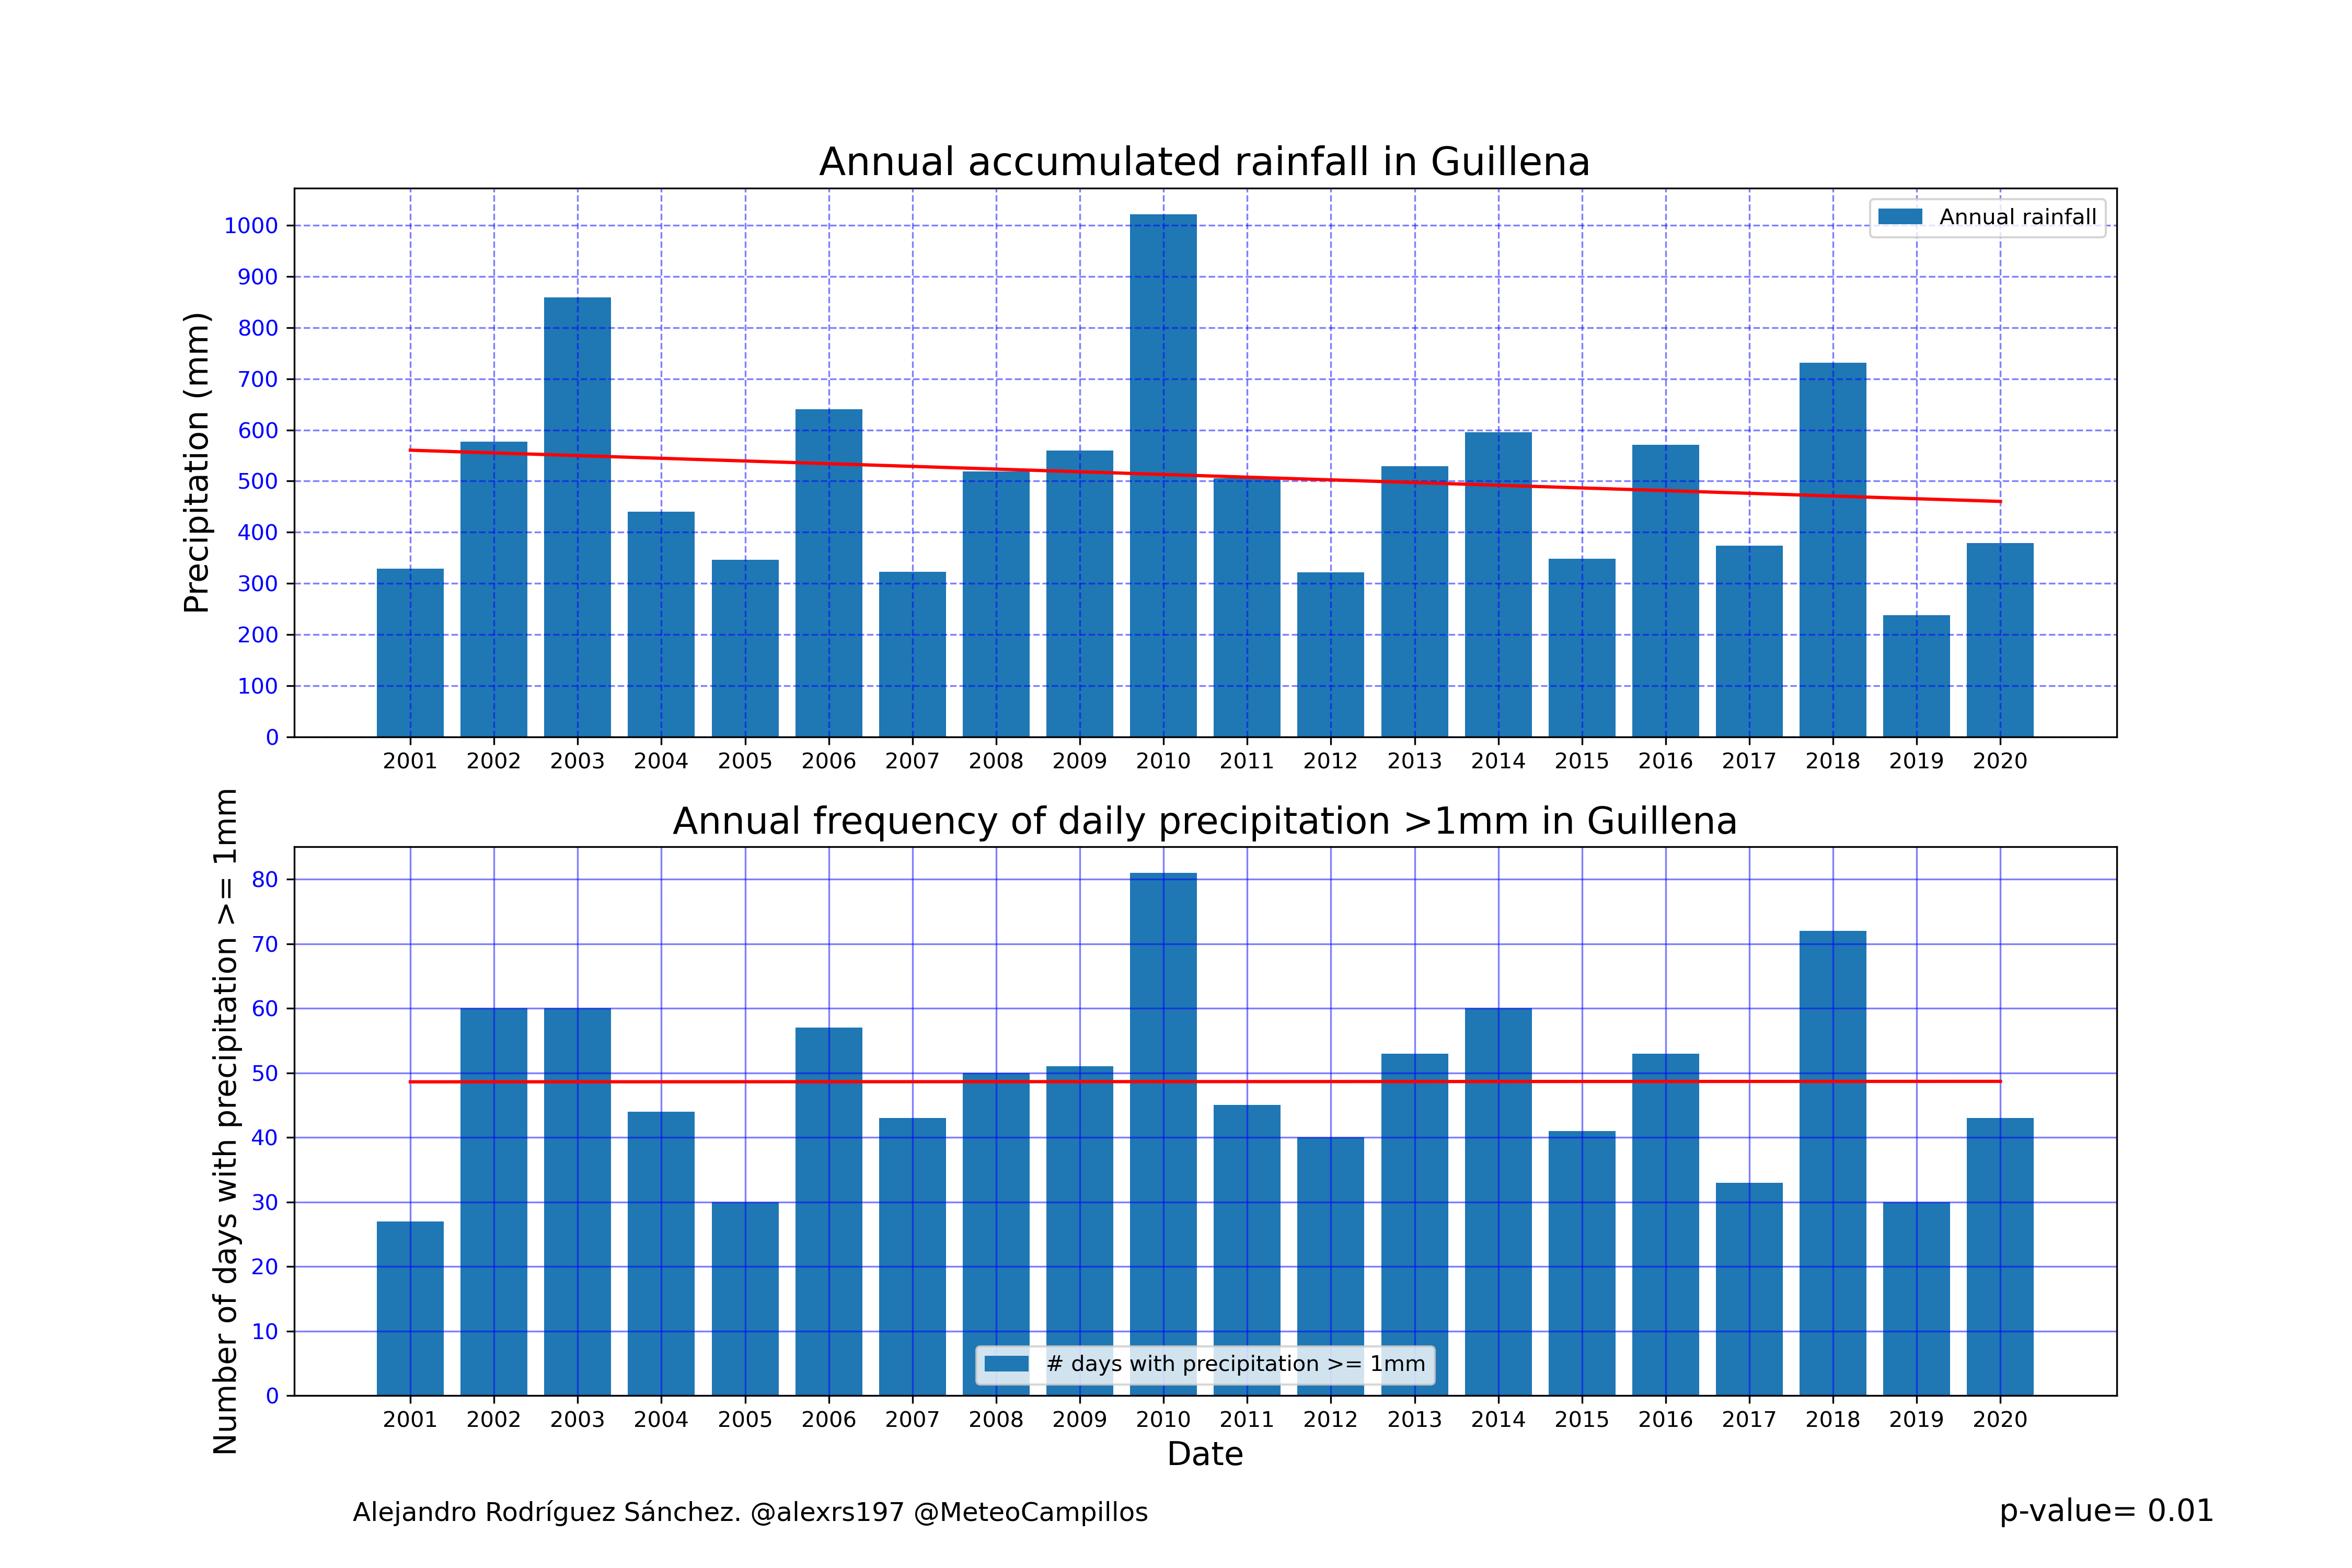 Annual accumulated rainfall in Guillena
Precipitation (mm)
1000
900
800
700
600
500
400
300
200
100
0
Annual rainfall
2001 2002 2003 2004 2005 2006 2007 2008 2009 2010 2011 2012 2013 2014 2015 2016 2017 2018 2019 2020
Annual frequency of daily precipitation >1mm in Guillena
Number of days with precipitation >= 1mm
80
70
60
50
40
30
20
10
0
# days with precipitation >= 1mm
2001 2002 2003 2004 2005 2006 2007 2008 2009 2010 2011 2012 2013 2014 2015 2016 2017 2018 2019 2020
Date
Alejandro Rodríguez Sánchez. @alexrs197 @MeteoCampillos
p-value= 0.01